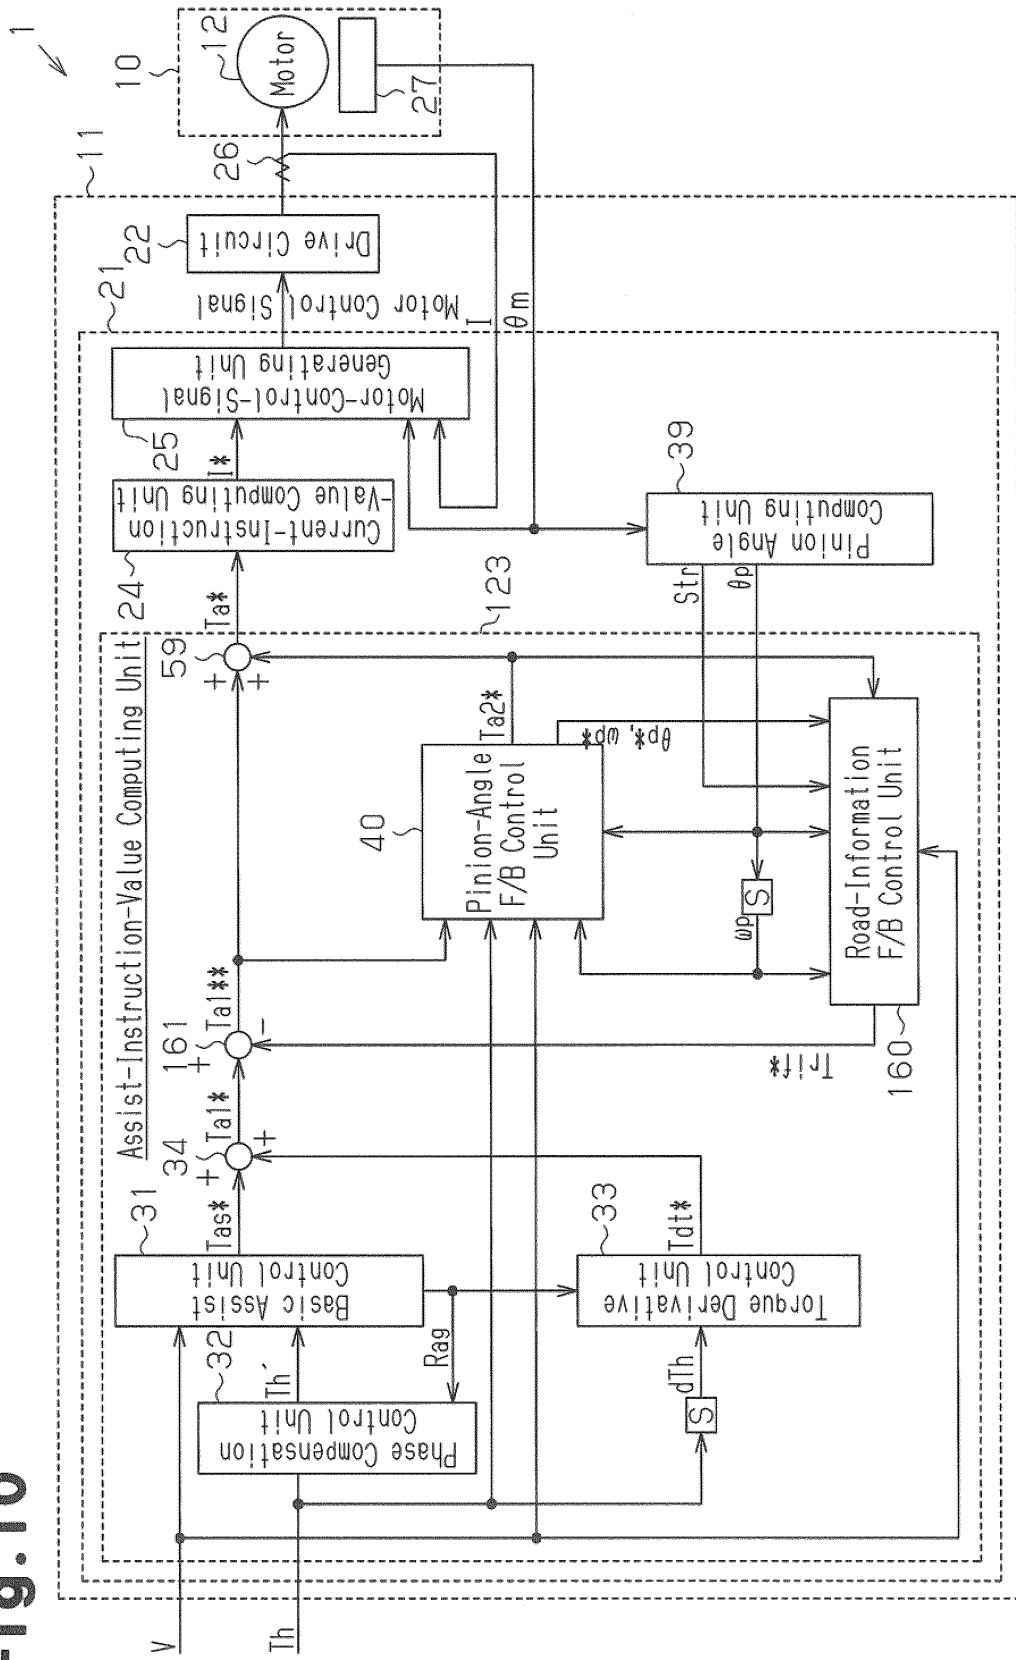 Fig.10
1
10
12
Motor
27
11
26
22
Drive Circuit
21
Motor Control
Signal
I
θm
25
Motor-Control-Signal
Generating Unit
I*
24
Current-Instruction
-Value Computing Unit
39
Pinion Angle
Computing Unit
Str
θp
123
Assist-Instruction-Value Computing Unit
59
Ta*
+
+
Ta2*
θp*, ωp*
40
Pinion-Angle
F/B Control
Unit
S
ωp
Road-Information
F/B Control Unit
160
Trif*
161
Ta1**
+
-
Ta1*
34
+
+
31
Tas*
Basic Assist
Control Unit
33
Tdt*
Torque Derivative
Control Unit
32
Th´
Phase Compensation
Control Unit
Rag
dTh
S
V
Th